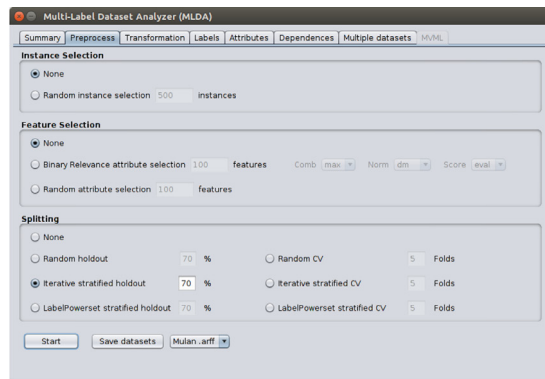 Multi-Label Dataset Analyzer (MLDA)
Summary Preprocess Transformation Labels Attributes Dependences Multiple datasets MVML
Instance Selection
None
Random instance selection 500 instances
Feature Selection
None
Binary Relevance attribute selection 100 features Comb max Norm dm Score eval
Random attribute selection 100 features
Splitting
None
Random holdout 70 % Random CV 5 Folds
Iterative stratified holdout 70 % Iterative stratified CV 5 Folds
LabelPowerset stratified holdout 70 % LabelPowerset stratified CV 5 Folds
Start Save datasets Mulan .arff